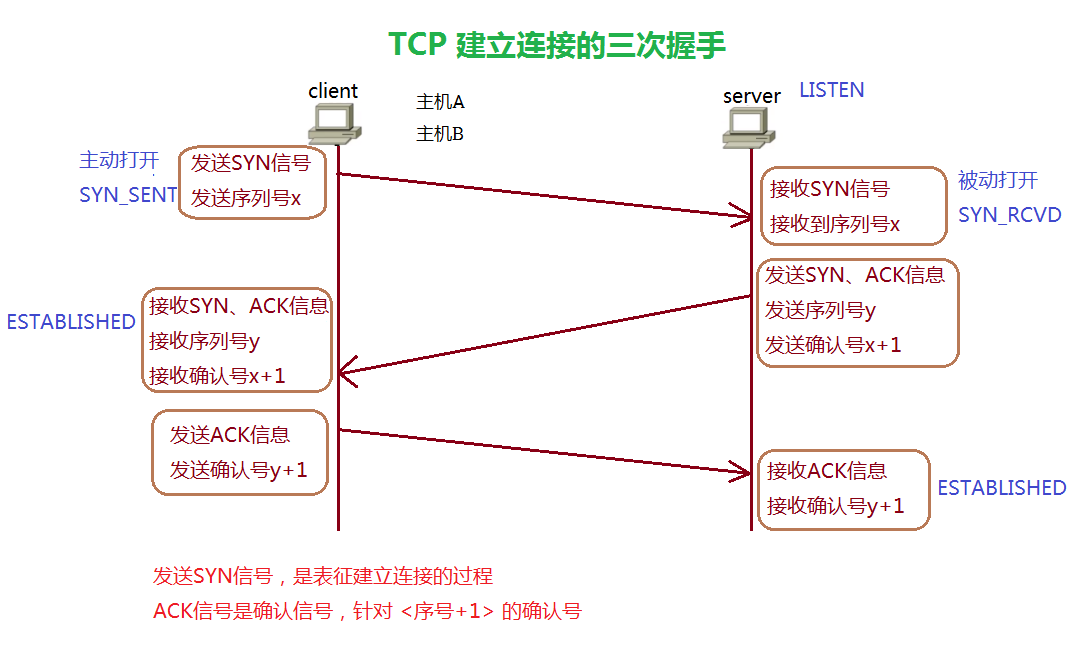 TCP 建立连接的三次握手
client
主机A
主机B
server
LISTEN
主动打开
SYN_SENT
发送SYN信号
发送序列号x
接收SYN信号
接收到序列号x
被动打开
SYN_RCVD
发送SYN、ACK信息
发送序列号y
发送确认号x+1
ESTABLISHED
接收SYN、ACK信息
接收序列号y
接收确认号x+1
发送ACK信息
发送确认号y+1
接收ACK信息
接收确认号y+1
ESTABLISHED
发送SYN信号，是表征建立连接的过程
ACK信号是确认信号，针对 <序号+1> 的确认号